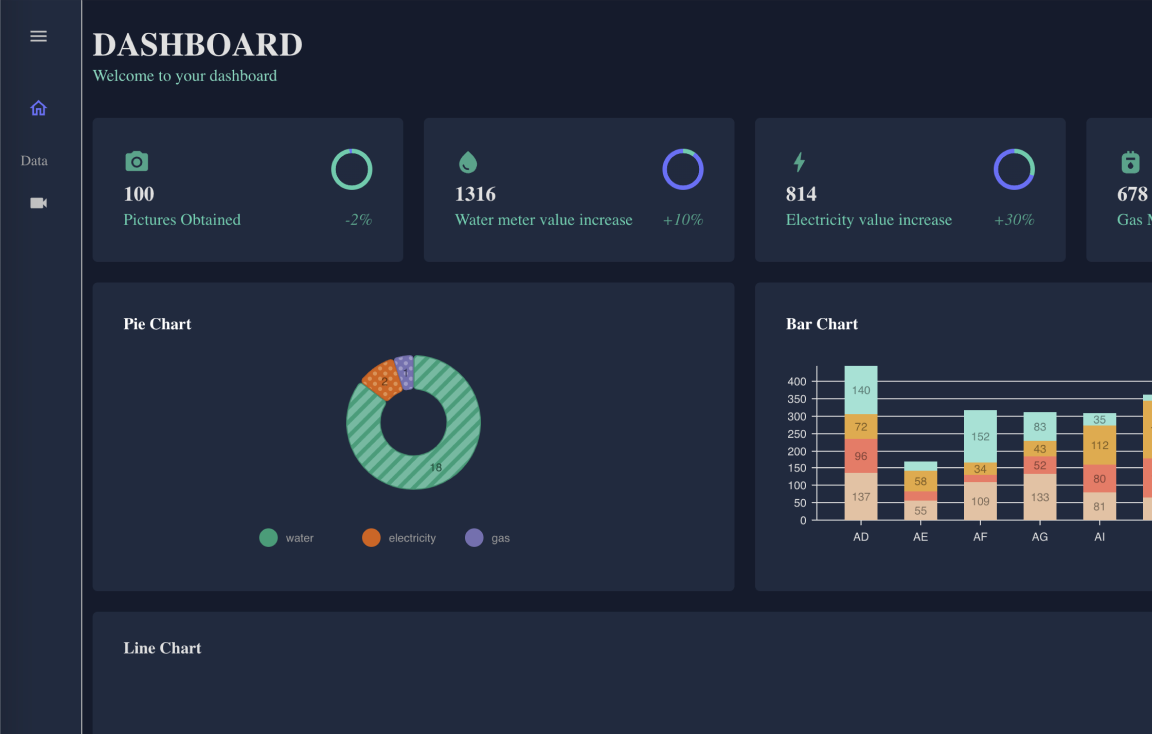 DASHBOARD
Welcome to your dashboard
Data
100
Pictures Obtained
-2%
1316
Water meter value increase
+10%
814
Electricity value increase
+30%
678
Gas
Pie Chart
2
1
18
water
electricity
gas
Bar Chart
400
350
300
250
200
150
100
50
0
140
72
96
137
58
55
152
34
109
83
43
52
133
35
112
80
81
AD
AE
AF
AG
AI
Line Chart